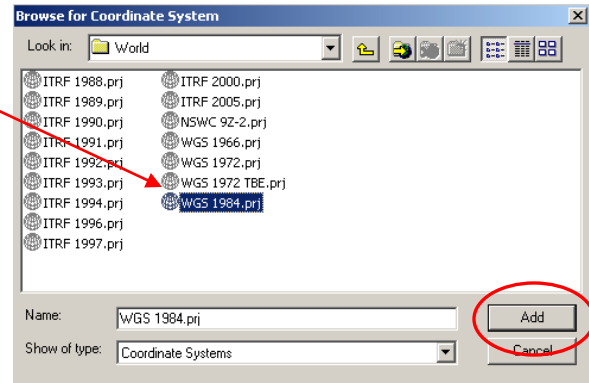 Browse for Coordinate System
Look in: World
ITRF 1988.prj
ITRF 1989.prj
ITRF 1990.prj
ITRF 1991.prj
ITRF 1992.prj
ITRF 1993.prj
ITRF 1994.prj
ITRF 1996.prj
ITRF 1997.prj
ITRF 2000.prj
ITRF 2005.prj
NSWC 9Z-2.prj
WGS 1966.prj
WGS 1972.prj
WGS 1972 TBE.prj
WGS 1984.prj
Name: WGS 1984.prj Add
Show of type: Coordinate Systems Cancel